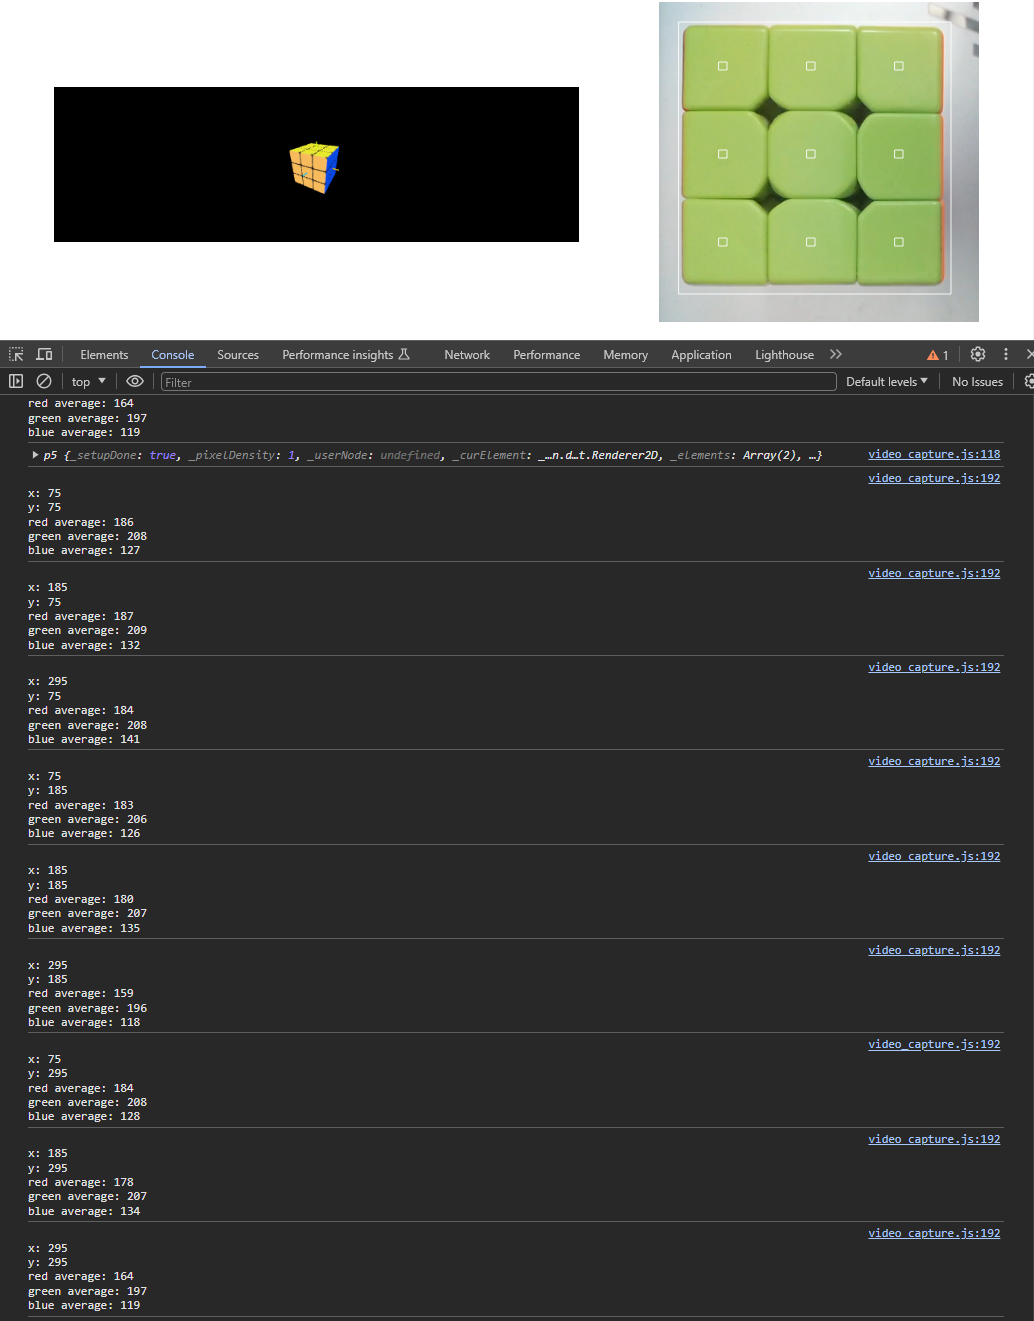 Elements Console Sources Performance insights Network Performance Memory Application Lighthouse 1
top Filter Default levels No Issues
red average: 164
green average: 197
blue average: 119
p5 {_setupDone: true, _pixelDensity: 1, _userNode: undefined, _curElement: _…n.d…t.Renderer2D, _elements: Array(2), …} video_capture.js:118
video_capture.js:192
x: 75
y: 75
red average: 186
green average: 208
blue average: 127
video_capture.js:192
x: 185
y: 75
red average: 187
green average: 209
blue average: 132
video_capture.js:192
x: 295
y: 75
red average: 184
green average: 208
blue average: 141
video_capture.js:192
x: 75
y: 185
red average: 183
green average: 206
blue average: 126
video_capture.js:192
x: 185
y: 185
red average: 180
green average: 207
blue average: 135
video_capture.js:192
x: 295
y: 185
red average: 159
green average: 196
blue average: 118
video_capture.js:192
x: 75
y: 295
red average: 184
green average: 208
blue average: 128
video_capture.js:192
x: 185
y: 295
red average: 178
green average: 207
blue average: 134
video_capture.js:192
x: 295
y: 295
red average: 164
green average: 197
blue average: 119